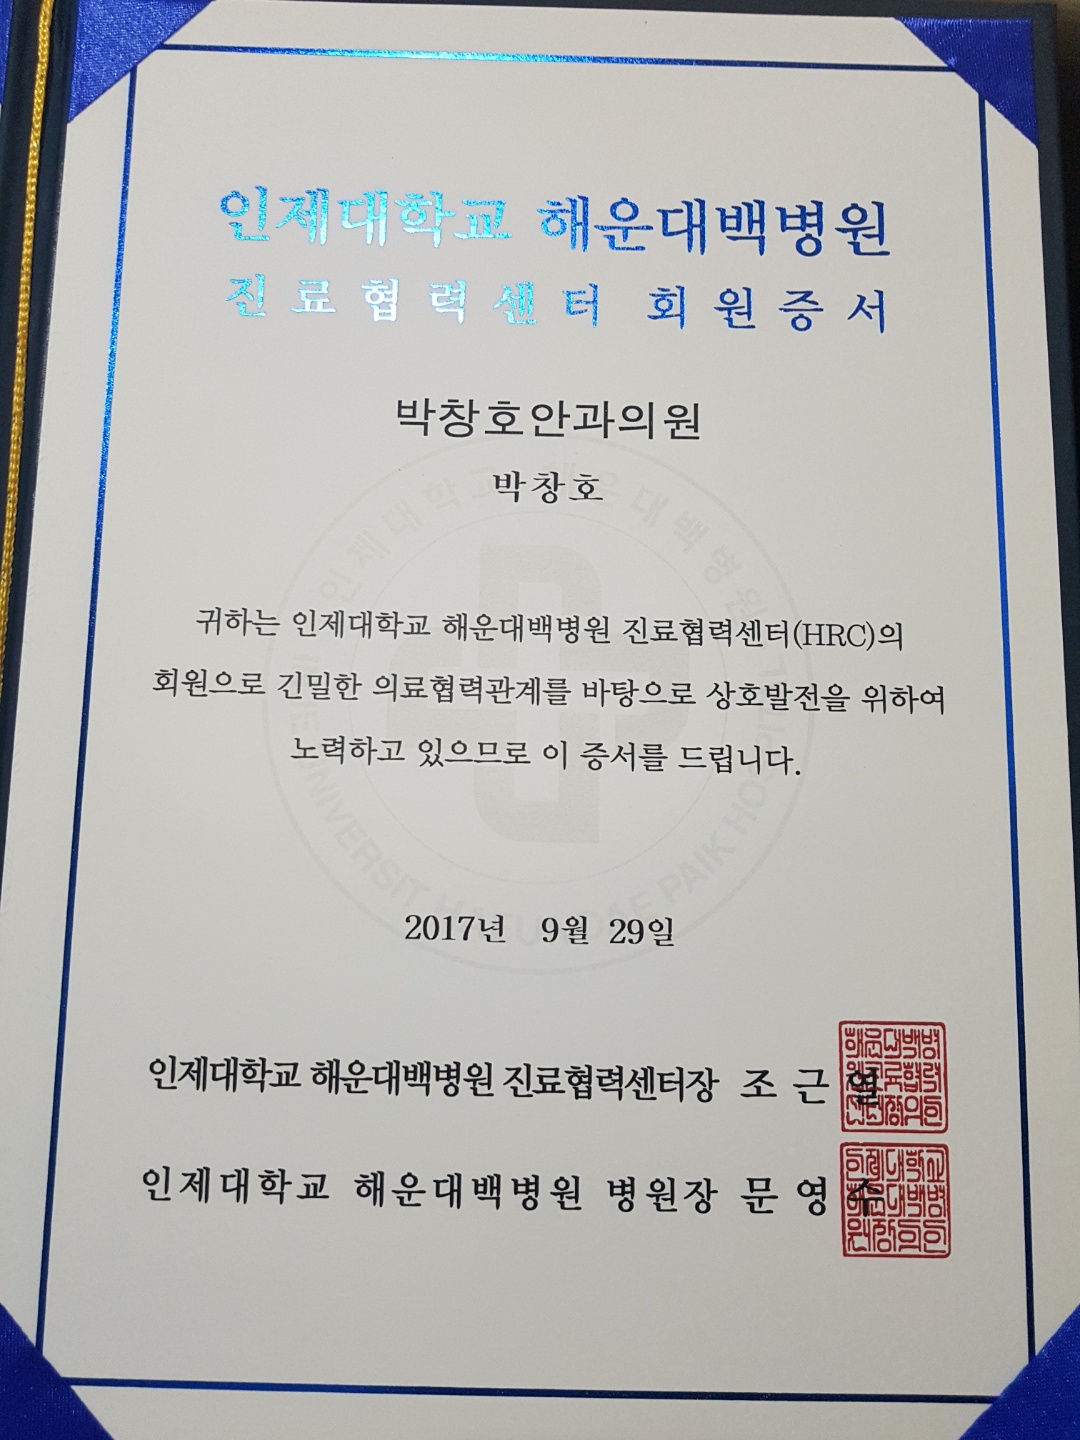 인제대학교 해운대백병원
진료협력센터 회원증서
박창호안과의원
박창호
귀하는 인제대학교 해운대백병원 진료협력센터(HRC)의
회원으로 긴밀한 의료협력관계를 바탕으로 상호발전을 위하여
노력하고 있으므로 이 증서를 드립니다.
2017년 9월 29일
인제대학교 해운대백병원 진료협력센터장 조근열
인제대학교 해운대백병원 병원장 문영수